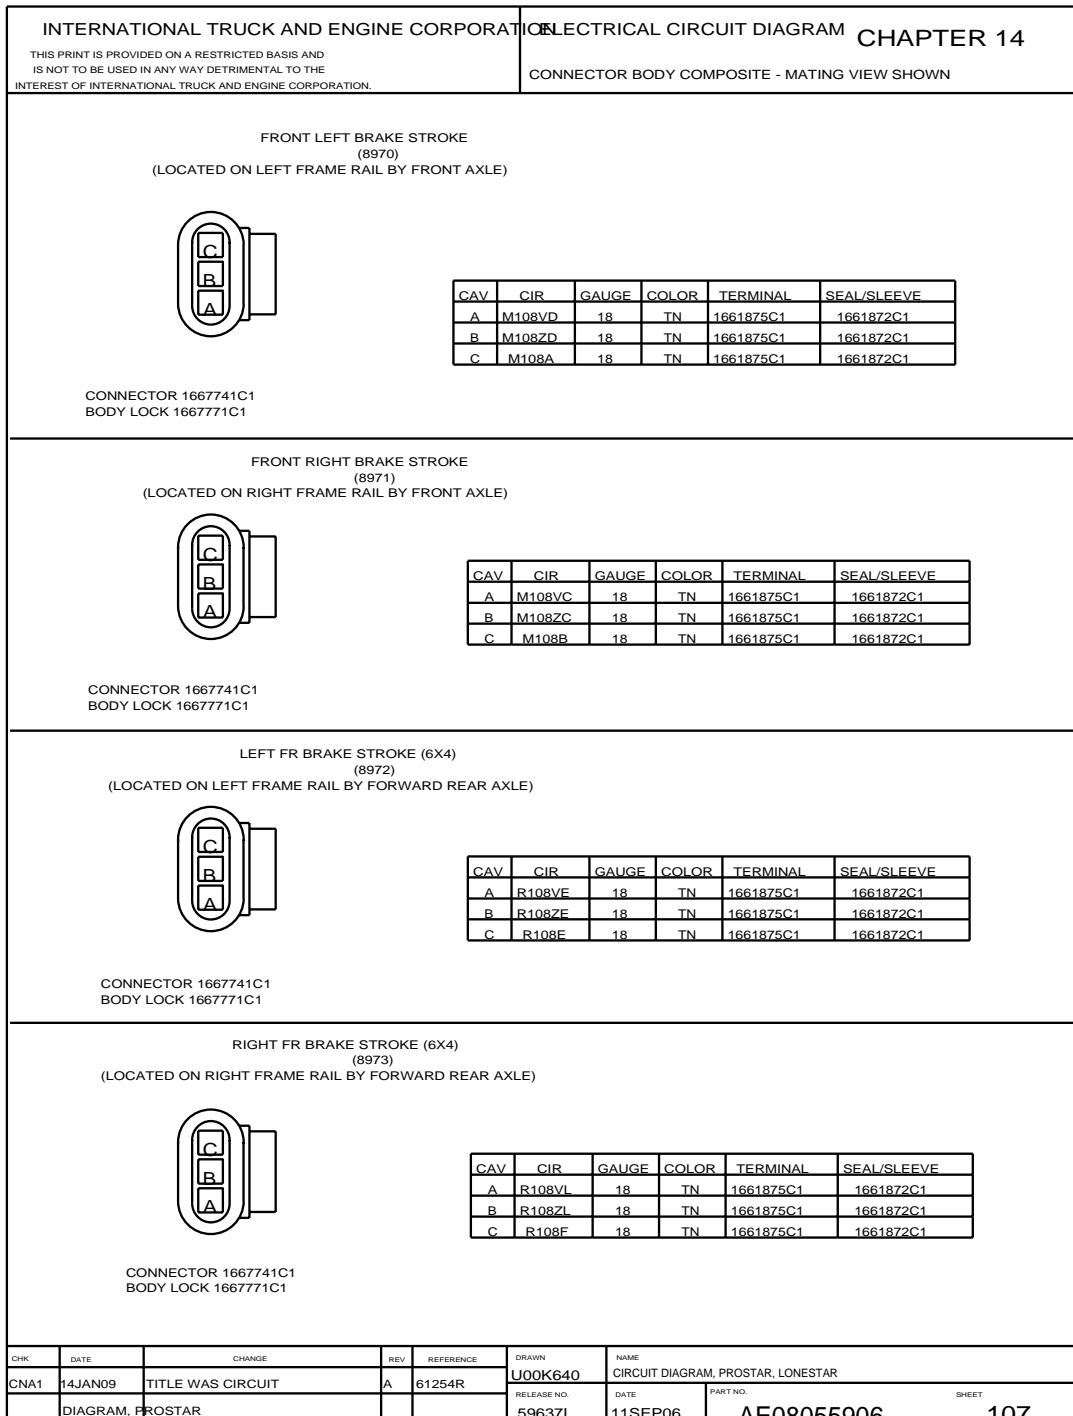 INTERNATIONAL TRUCK AND ENGINE CORPORATION
THIS PRINT IS PROVIDED ON A RESTRICTED BASIS AND
IS NOT TO BE USED IN ANY WAY DETRIMENTAL TO THE
INTEREST OF INTERNATIONAL TRUCK AND ENGINE CORPORATION.
ELECTRICAL CIRCUIT DIAGRAM CHAPTER 14
CONNECTOR BODY COMPOSITE - MATING VIEW SHOWN
FRONT LEFT BRAKE STROKE
(8970)
(LOCATED ON LEFT FRAME RAIL BY FRONT AXLE)
C
B
A
CAV CIR GAUGE COLOR TERMINAL SEAL/SLEEVE
A M108VD 18 TN 1661875C1 1661872C1
B M108ZD 18 TN 1661875C1 1661872C1
C M108A 18 TN 1661875C1 1661872C1
CONNECTOR 1667741C1
BODY LOCK 1667771C1
FRONT RIGHT BRAKE STROKE
(8971)
(LOCATED ON RIGHT FRAME RAIL BY FRONT AXLE)
C
B
A
CAV CIR GAUGE COLOR TERMINAL SEAL/SLEEVE
A M108VC 18 TN 1661875C1 1661872C1
B M108ZC 18 TN 1661875C1 1661872C1
C M108B 18 TN 1661875C1 1661872C1
CONNECTOR 1667741C1
BODY LOCK 1667771C1
LEFT FR BRAKE STROKE (6X4)
(8972)
(LOCATED ON LEFT FRAME RAIL BY FORWARD REAR AXLE)
C
B
A
CAV CIR GAUGE COLOR TERMINAL SEAL/SLEEVE
A R108VE 18 TN 1661875C1 1661872C1
B R108ZE 18 TN 1661875C1 1661872C1
C R108E 18 TN 1661875C1 1661872C1
CONNECTOR 1667741C1
BODY LOCK 1667771C1
RIGHT FR BRAKE STROKE (6X4)
(8973)
(LOCATED ON RIGHT FRAME RAIL BY FORWARD REAR AXLE)
C
B
A
CAV CIR GAUGE COLOR TERMINAL SEAL/SLEEVE
A R108VL 18 TN 1661875C1 1661872C1
B R108ZL 18 TN 1661875C1 1661872C1
C R108F 18 TN 1661875C1 1661872C1
CONNECTOR 1667741C1
BODY LOCK 1667771C1
CHK DATE CHANGE REV REFERENCE DRAWN NAME
CNA1 14JAN09 TITLE WAS CIRCUIT A 61254R U00K640 CIRCUIT DIAGRAM, PROSTAR, LONESTAR
RELEASE NO. DATE PART NO. SHEET
DIAGRAM, PROSTAR 59637L 11SEP06 AE08055906 107